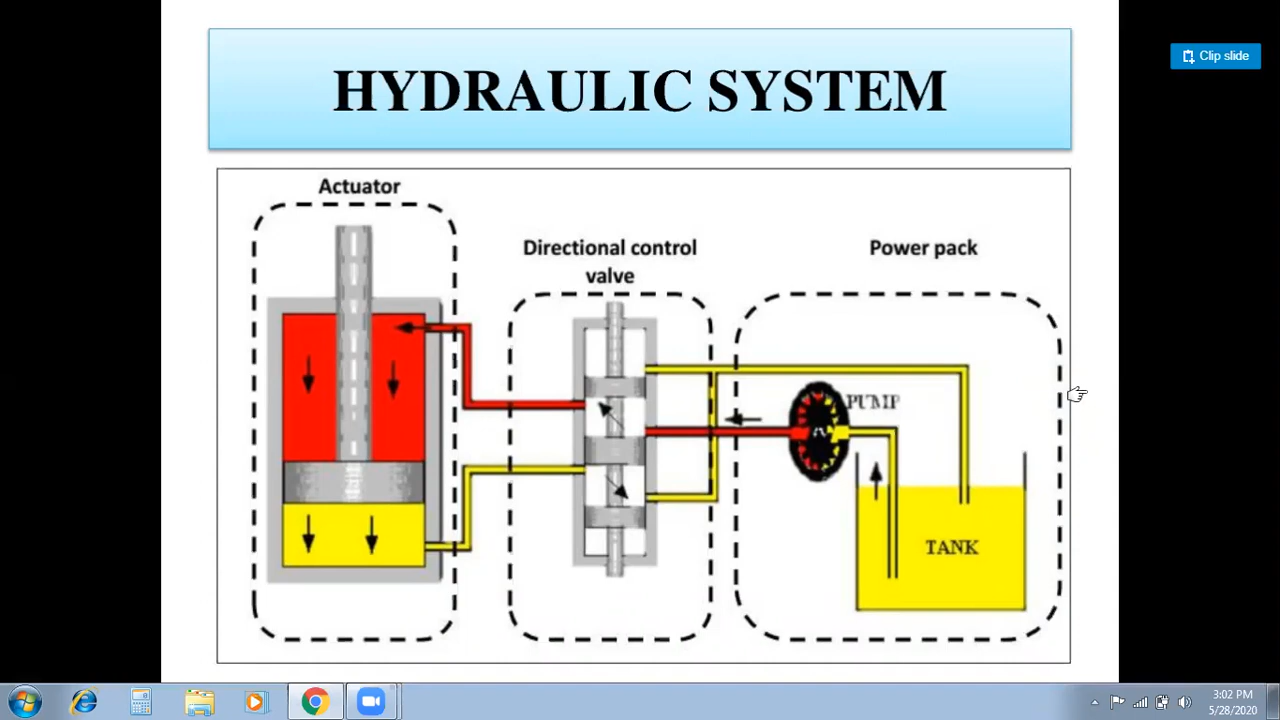 Clip slide
HYDRAULIC SYSTEM
Actuator
Directional control
valve
Power pack
PUMP
TANK
3:02 PM
5/28/2020